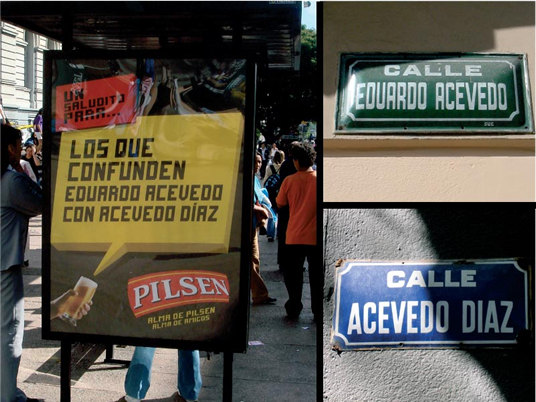 UN
SALUDITO
PARA...
LOS QUE
CONFUNDEN
EDUARDO ACEVEDO
CON ACEVEDO DÍAZ
PILSEN
ALMA DE PILSEN
ALMA DE AMIGOS
CALLE
EDUARDO ACEVEDO
CALLE
ACEVEDO DIAZ